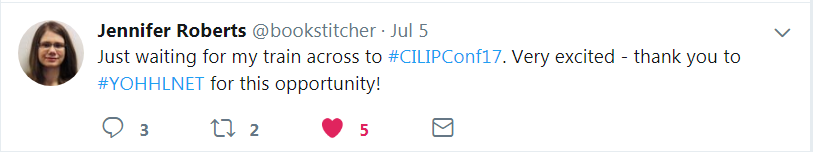 Jennifer Roberts @bookstitcher · Jul 5
Just waiting for my train across to #CILIPConf17. Very excited - thank you to
#YOHHLNET for this opportunity!
3 2 5